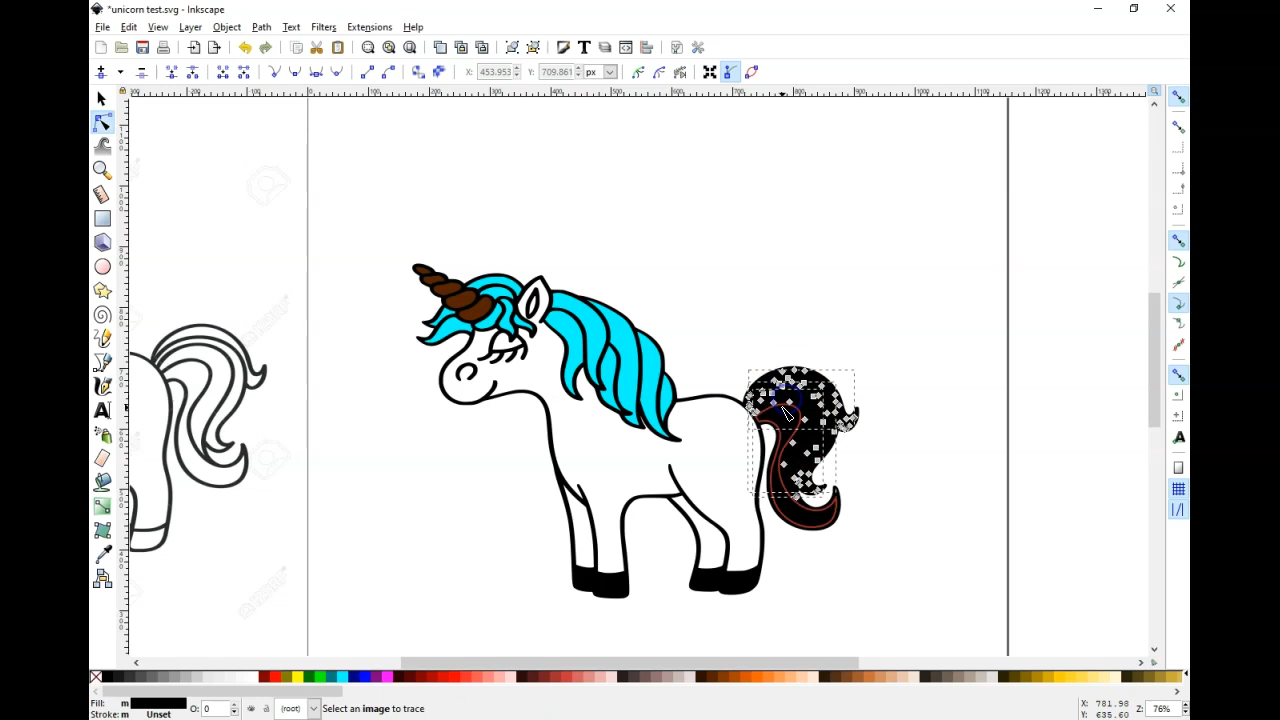 *unicorn test.svg - Inkscape
File Edit View Layer Object Path Text Filters Extensions Help
X: 453.953 Y: 709.861 px
Fill: m O: 0 (root) Select an image to trace X: 781.98 Z: 76%
Stroke: m Unset Y: 635.60